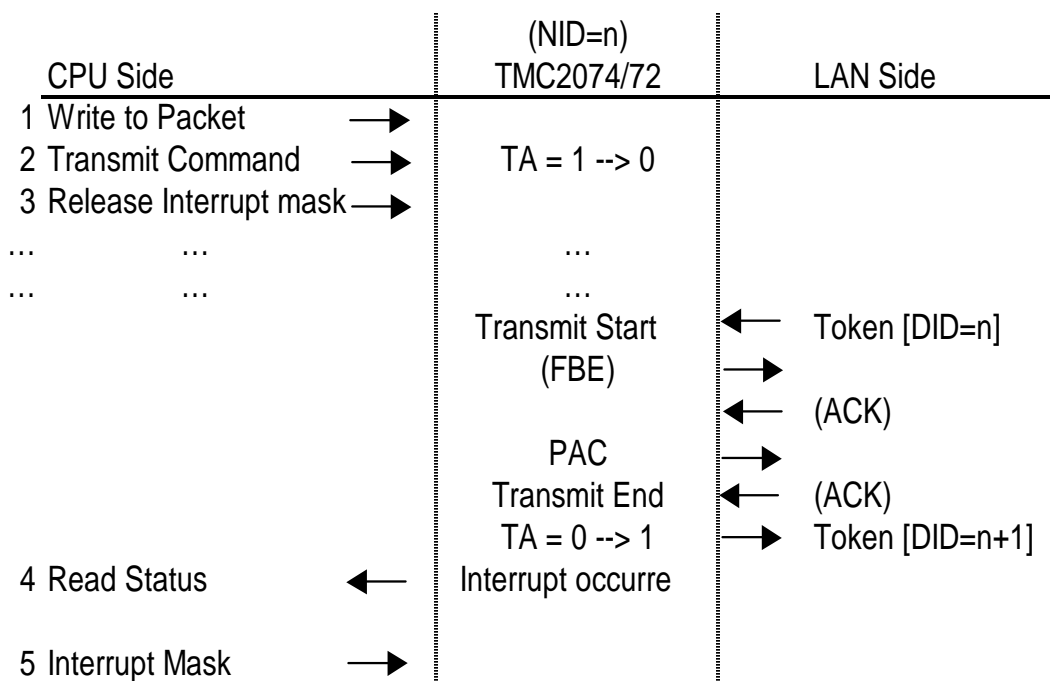 (NID=n)
CPU Side TMC2074/72 LAN Side
1 Write to Packet
2 Transmit Command TA = 1 --> 0
3 Release Interrupt mask
... ... ...
... ... ...
Transmit Start Token [DID=n]
(FBE)
(ACK)
PAC
Transmit End (ACK)
TA = 0 --> 1 Token [DID=n+1]
4 Read Status Interrupt occurre
5 Interrupt Mask